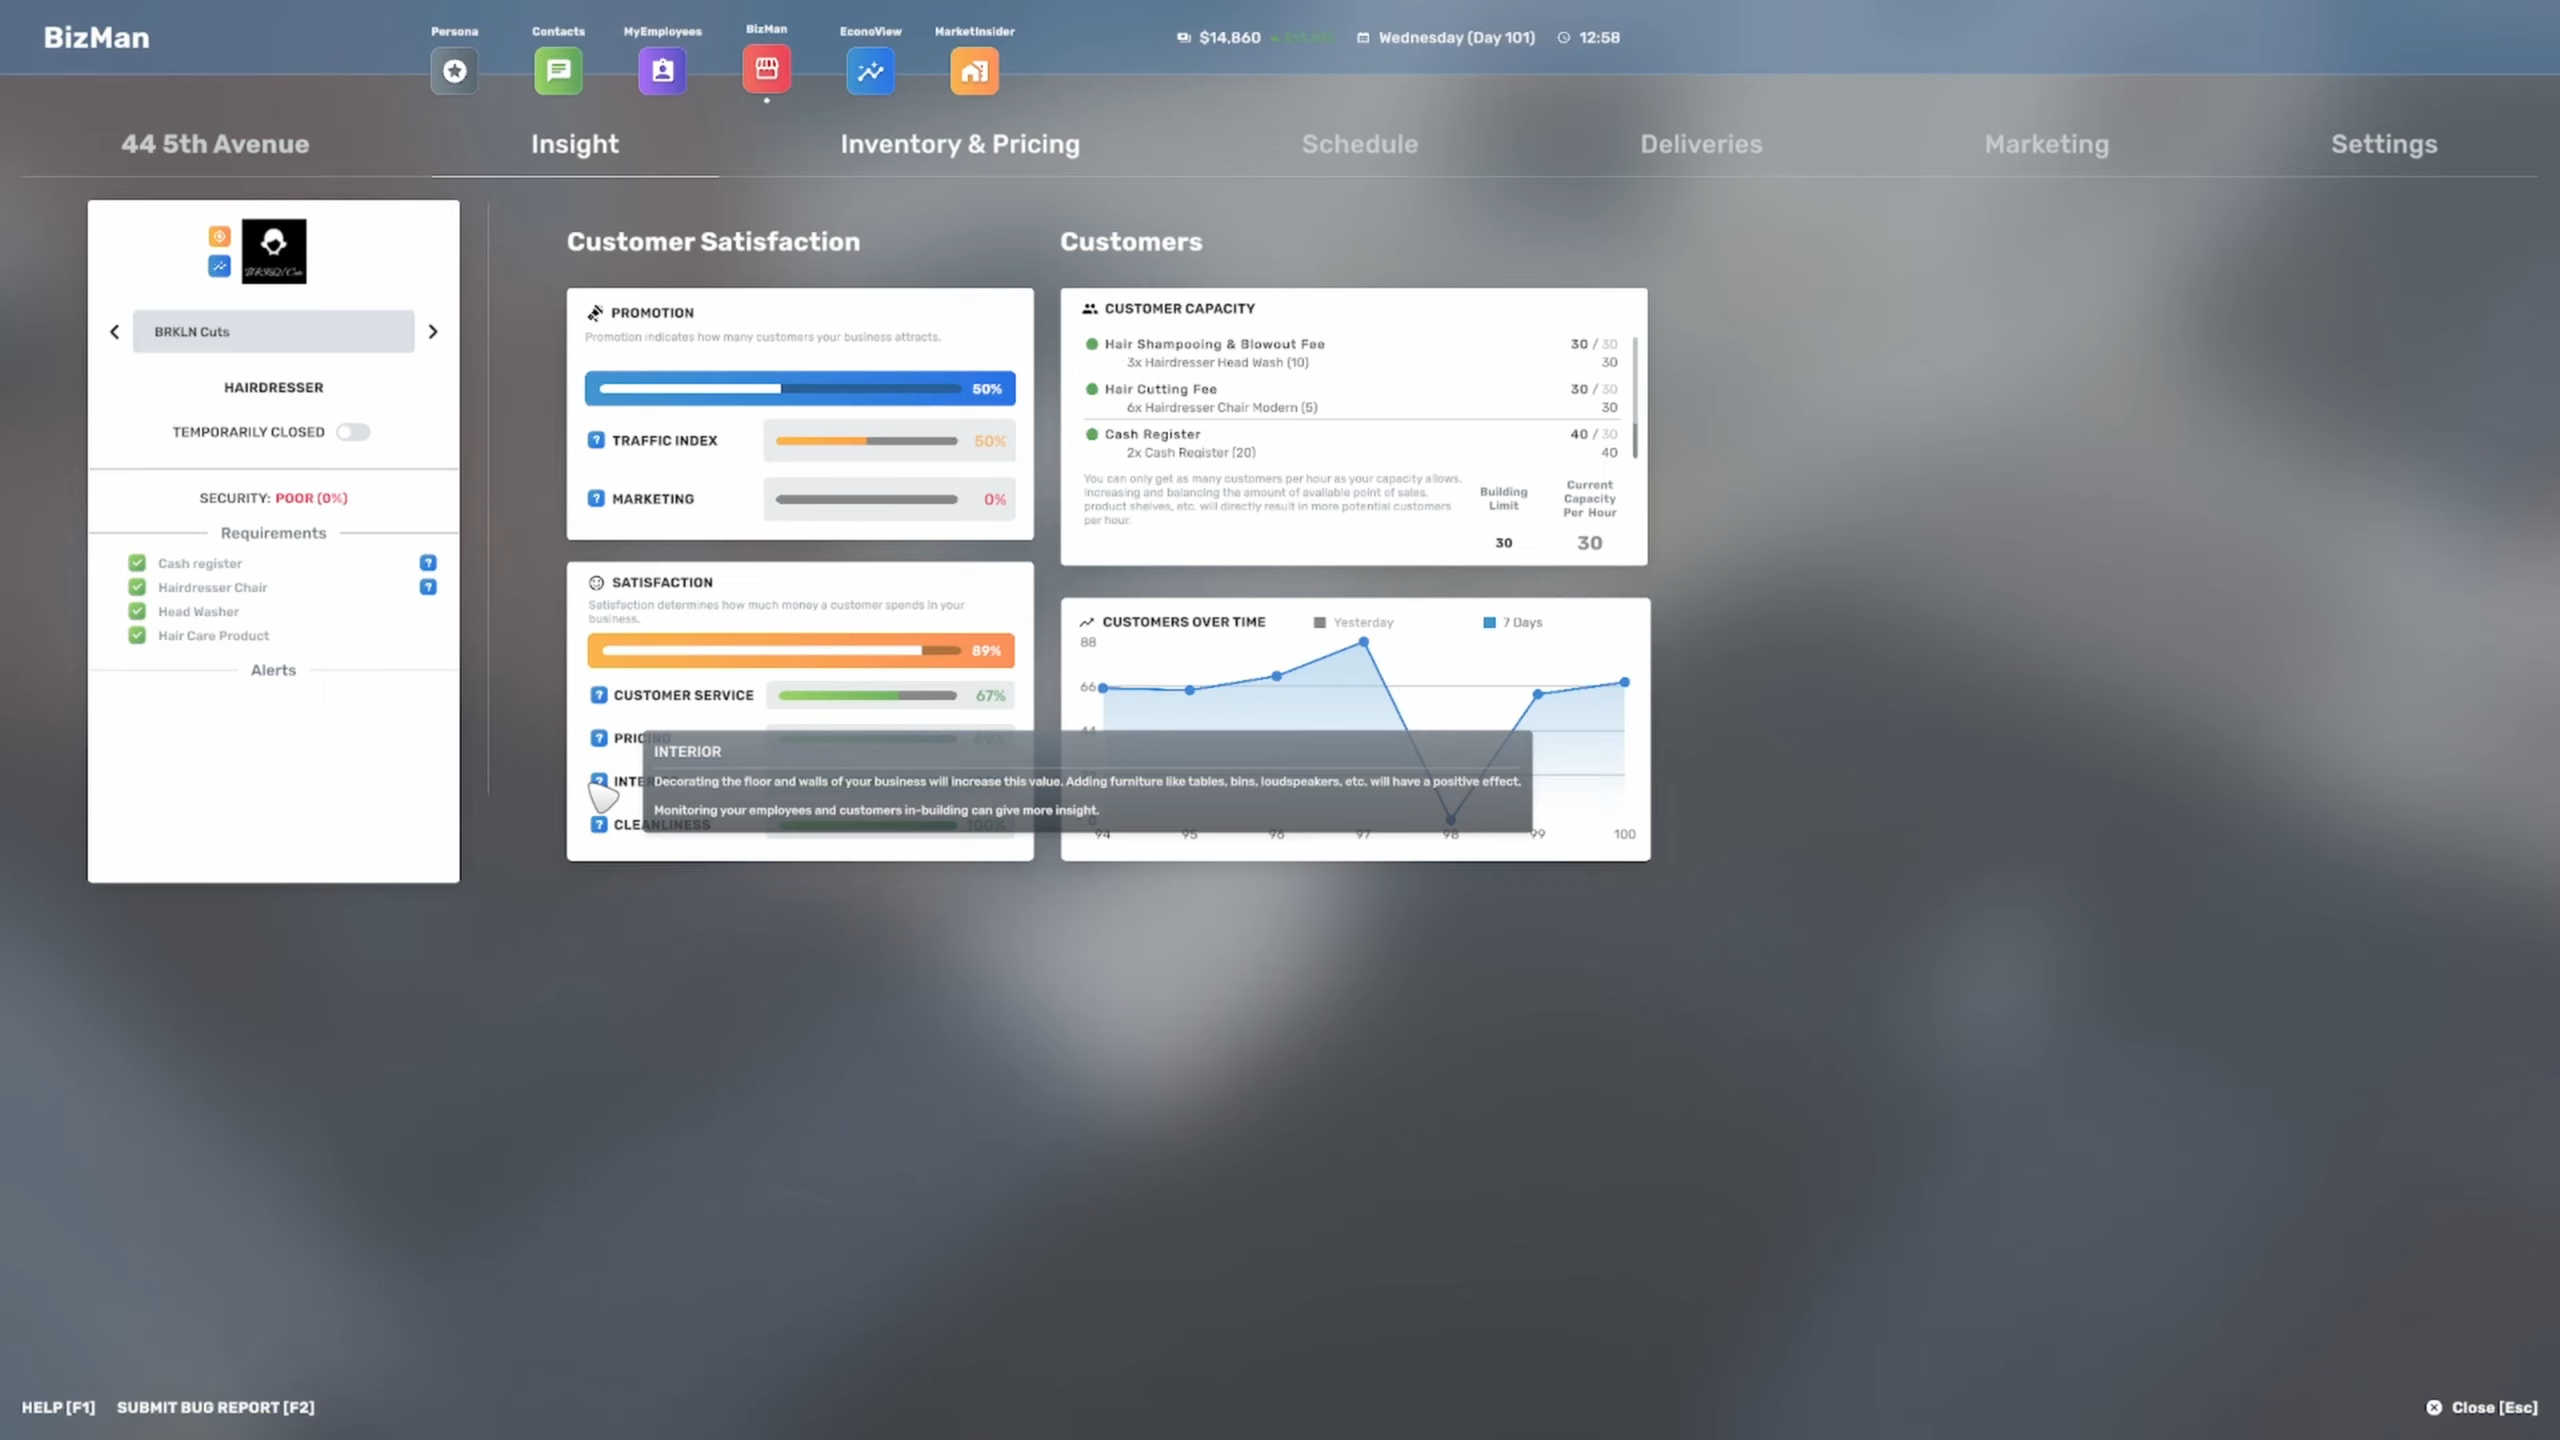 BizMan
Persona
Contacts
MyEmployees
BizMan
EconoView
MarketInsider
$14,860
Wednesday (Day 101)
12:58
44 5th Avenue
Insight
Inventory & Pricing
Schedule
Deliveries
Marketing
Settings
BRKLN Cuts
HAIRDRESSER
TEMPORARILY CLOSED
SECURITY: POOR (0%)
Requirements
Cash register
Hairdresser Chair
Head Washer
Hair Care Product
Alerts
Customer Satisfaction
PROMOTION
Promotion indicates how many customers your business attracts.
50%
TRAFFIC INDEX 50%
MARKETING 0%
SATISFACTION
Satisfaction determines how much money a customer spends in your
business.
89%
CUSTOMER SERVICE 67%
PRICING
CLEANLINESS 100%
INTERIOR
Decorating the floor and walls of your business will increase this value. Adding furniture like tables, bins, loudspeakers, etc. will have a positive effect.
Monitoring your employees and customers in-building can give more insight.
Customers
CUSTOMER CAPACITY
Hair Shampooing & Blowout Fee 30 / 30
3x Hairdresser Head Wash (10) 30
Hair Cutting Fee 30 / 30
6x Hairdresser Chair Modern (5) 30
Cash Register 40 / 30
2x Cash Register (20) 40
You can only get as many customers per hour as your capacity allows.
Increasing and balancing the amount of available point of sales,
product shelves, etc. will directly result in more potential customers
per hour.
Building
Limit
30
Current
Capacity
Per Hour
30
CUSTOMERS OVER TIME
Yesterday
7 Days
88
66
44
0
94 95 96 97 98 99 100
HELP [F1]
SUBMIT BUG REPORT [F2]
Close [Esc]